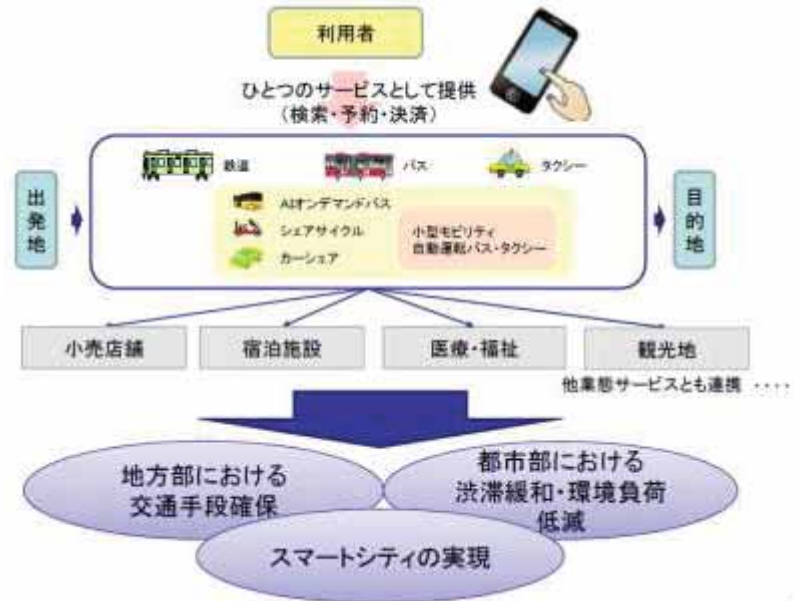 利用者
ひとつのサービスとして提供
(検索・予約・決済)
出発地
鉄道
バス
タクシー
AIオンデマンドバス
シェアサイクル
カーシェア
小型モビリティ
自動運転バス・タクシー
目的地
小売店舗
宿泊施設
医療・福祉
観光地
他業態サービスとも連携 ・・・・
地方部における
交通手段確保
都市部における
渋滞緩和・環境負荷
低減
スマートシティの実現